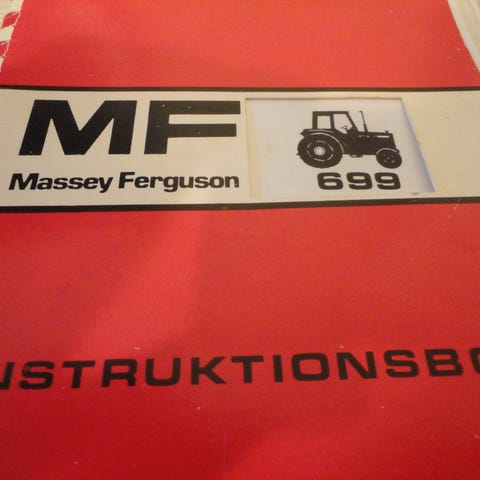 MF
Massey Ferguson
699
NSTRUKTIONSBO